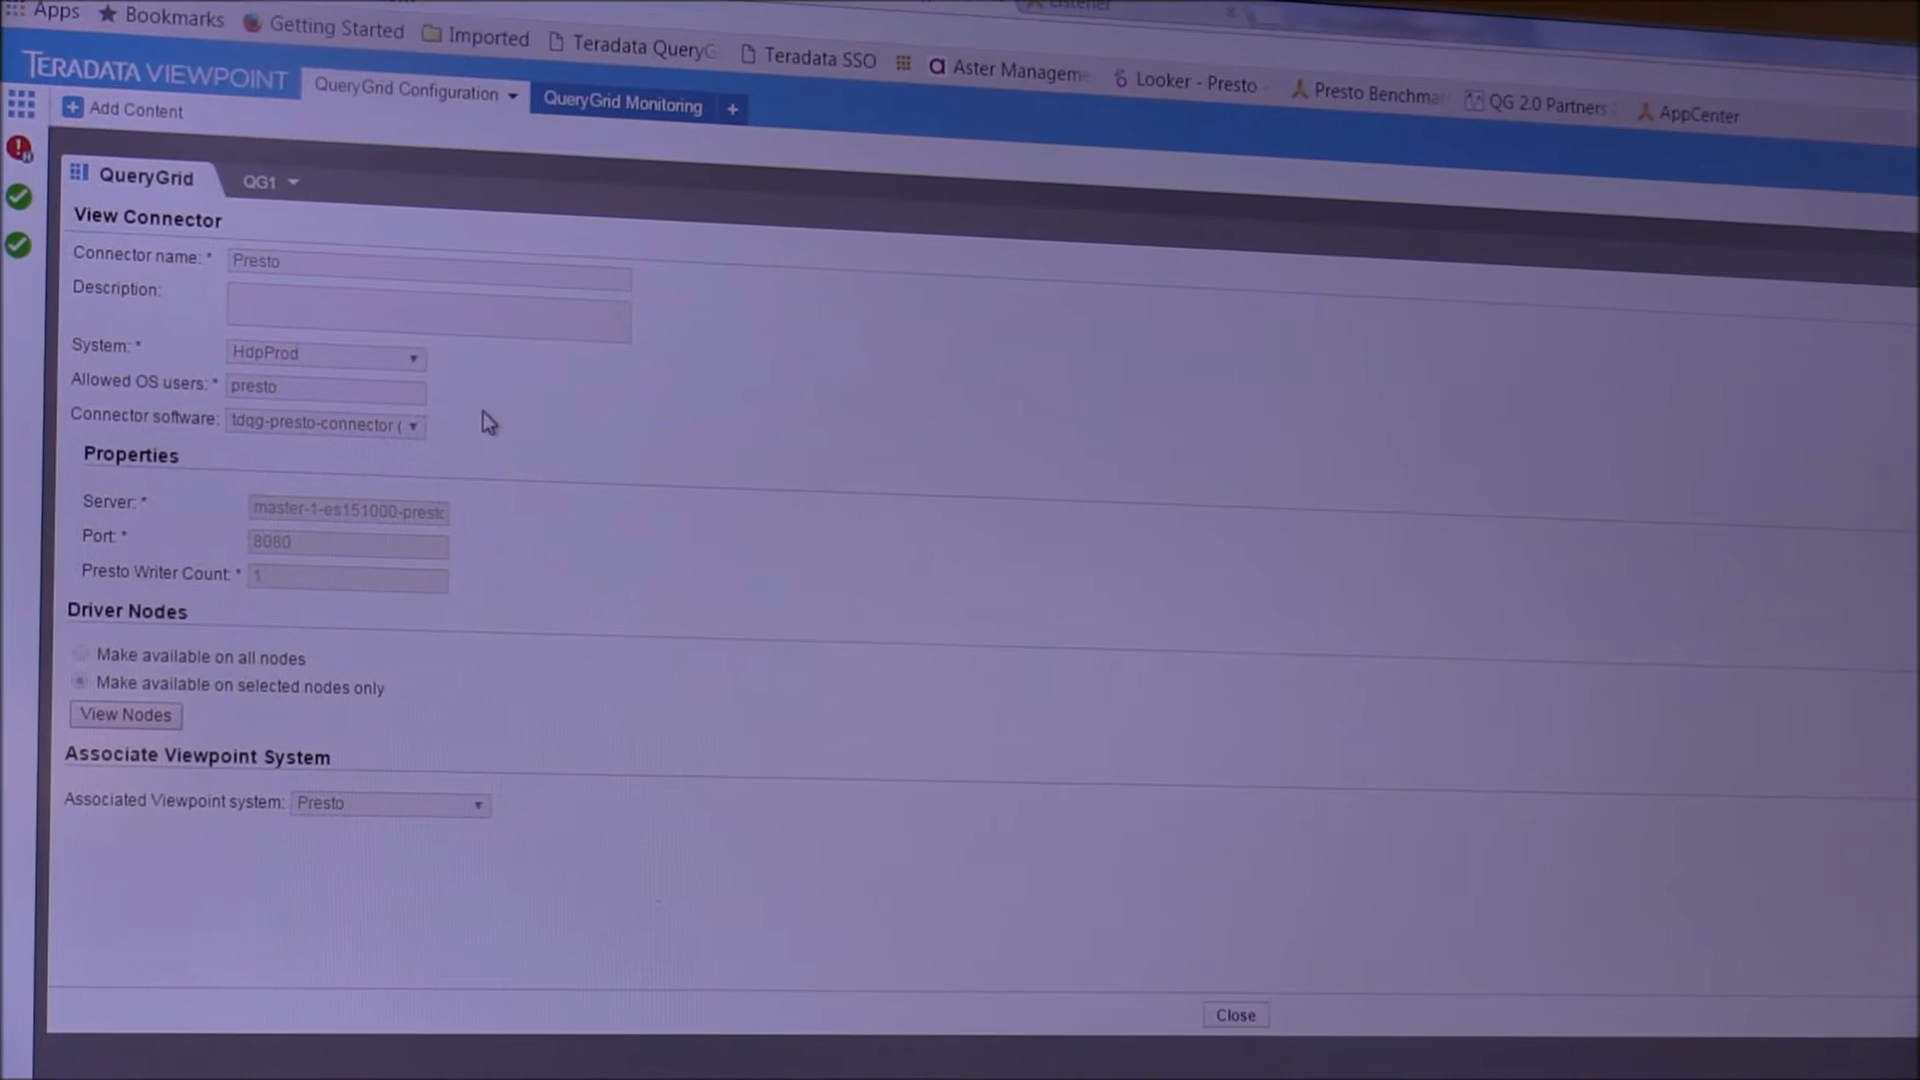 Apps Bookmarks Getting Started Imported Teradata QueryG Teradata SSO Aster Manageme Looker - Presto Presto Benchma QG 2.0 Partners AppCenter
Listener
TERADATA VIEWPOINT QueryGrid Configuration QueryGrid Monitoring +
Add Content
QueryGrid QG1
View Connector
Connector name: * Presto
Description:
System: * HdpProd
Allowed OS users: * presto
Connector software: tdqg-presto-connector (
Properties
Server: * master-1-es151000-presto
Port: * 8080
Presto Writer Count: * 1
Driver Nodes
Make available on all nodes
Make available on selected nodes only
View Nodes
Associate Viewpoint System
Associated Viewpoint system: Presto
Close